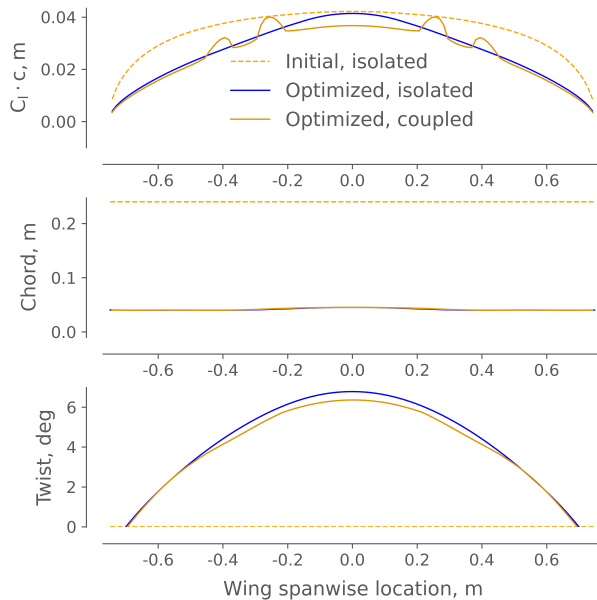 0.04
0.02
0.00
C_l · c, m
Initial, isolated
Optimized, isolated
Optimized, coupled
-0.6 -0.4 -0.2 0.0 0.2 0.4 0.6
0.2
0.1
0.0
Chord, m
-0.6 -0.4 -0.2 0.0 0.2 0.4 0.6
6
4
2
0
Twist, deg
-0.6 -0.4 -0.2 0.0 0.2 0.4 0.6
Wing spanwise location, m